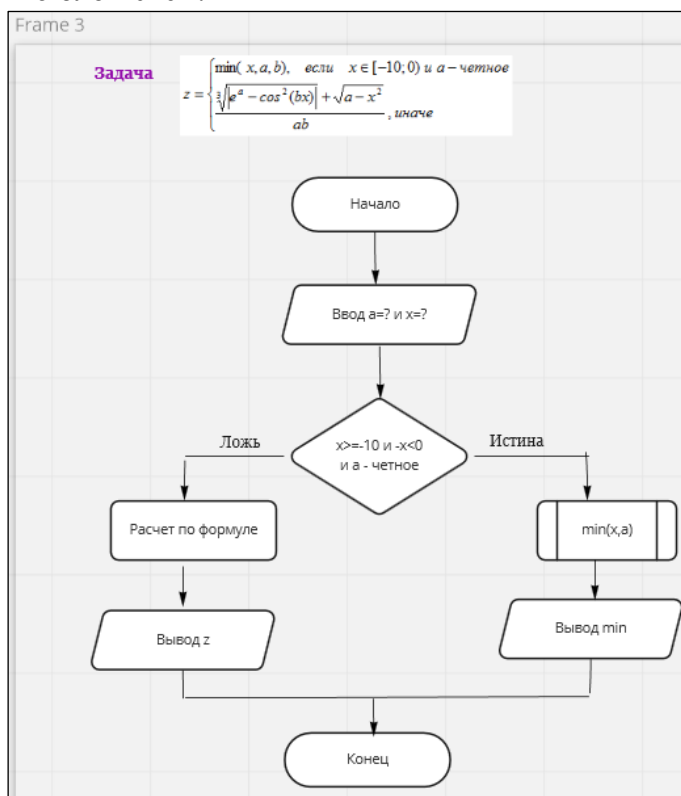 Frame 3
Задача
z = { min( x, a, b), если x ∈ [−10; 0) и a − четное
∛|e^a − cos²(bx)| + √(a − x²)
ab
, иначе
Начало
Ввод a=? и x=?
Ложь
x>=-10 и -x<0
и a - четное
Истина
Расчет по формуле
min(x,a)
Вывод z
Вывод min
Конец